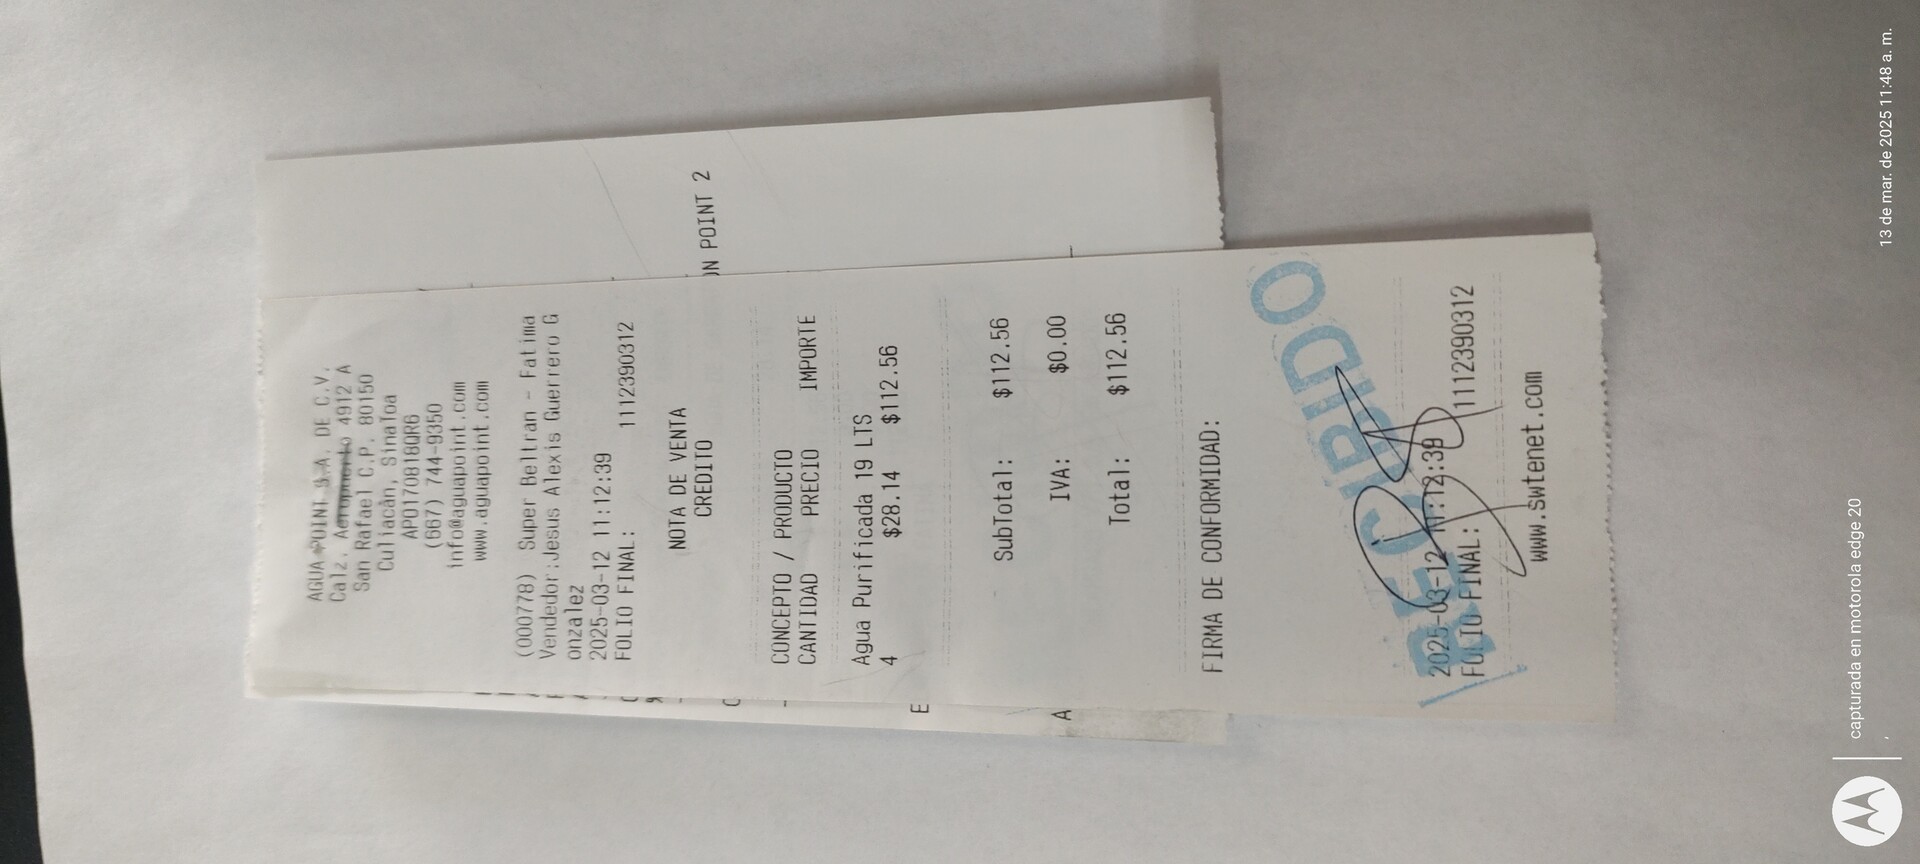 AGUA POINT S.A. DE C.V.
Calz. Aeropuerto 4912 A
San Rafael C.P. 80150
Culiacán, Sinaloa
APO170818QR6
(667) 744-9350
info@aguapoint.com
www.aguapoint.com
(000778) Super Beltran - Fatima
Vendedor:Jesus Alexis Guerrero G
onzalez
2025-03-12 11:12:39
FOLIO FINAL: 1112390312
NOTA DE VENTA
CREDITO
CONCEPTO / PRODUCTO
CANTIDAD PRECIO IMPORTE
Agua Purificada 19 LTS
4 $28.14 $112.56
SubTotal: $112.56
IVA: $0.00
Total: $112.56
FIRMA DE CONFORMIDAD:
RECIBIDO
2025-03-12 11:12:39
FOLIO FINAL: 1112390312
www.swtenet.com
ON POINT 2
capturada en motorola edge 20
13 de mar. de 2025 11:48 a. m.